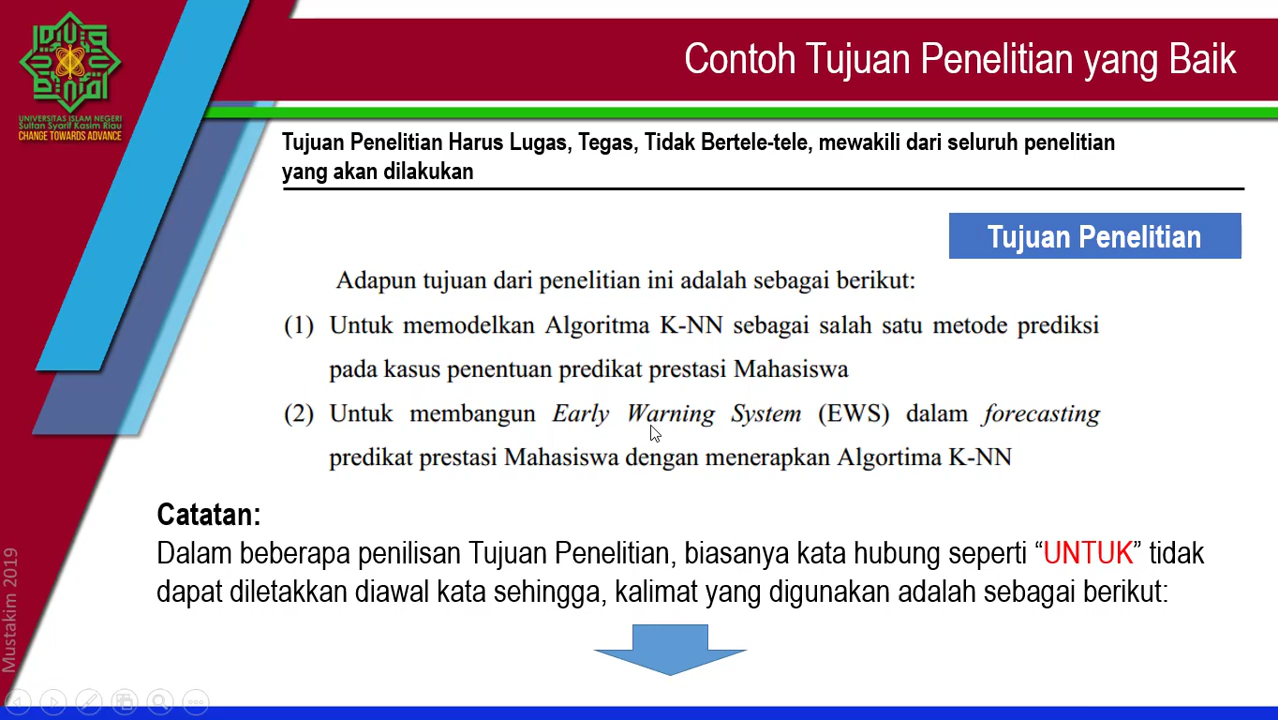 UNIVERSITAS ISLAM NEGERI
Sultan Syarif Kasim Riau
CHANGE TOWARDS ADVANCE
Contoh Tujuan Penelitian yang Baik
Tujuan Penelitian Harus Lugas, Tegas, Tidak Bertele-tele, mewakili dari seluruh penelitian
yang akan dilakukan
Tujuan Penelitian
Adapun tujuan dari penelitian ini adalah sebagai berikut:
(1) Untuk memodelkan Algoritma K-NN sebagai salah satu metode prediksi
pada kasus penentuan predikat prestasi Mahasiswa
(2) Untuk membangun Early Warning System (EWS) dalam forecasting
predikat prestasi Mahasiswa dengan menerapkan Algortima K-NN
Catatan:
Dalam beberapa penilisan Tujuan Penelitian, biasanya kata hubung seperti “UNTUK” tidak
dapat diletakkan diawal kata sehingga, kalimat yang digunakan adalah sebagai berikut:
Mustakim 2019